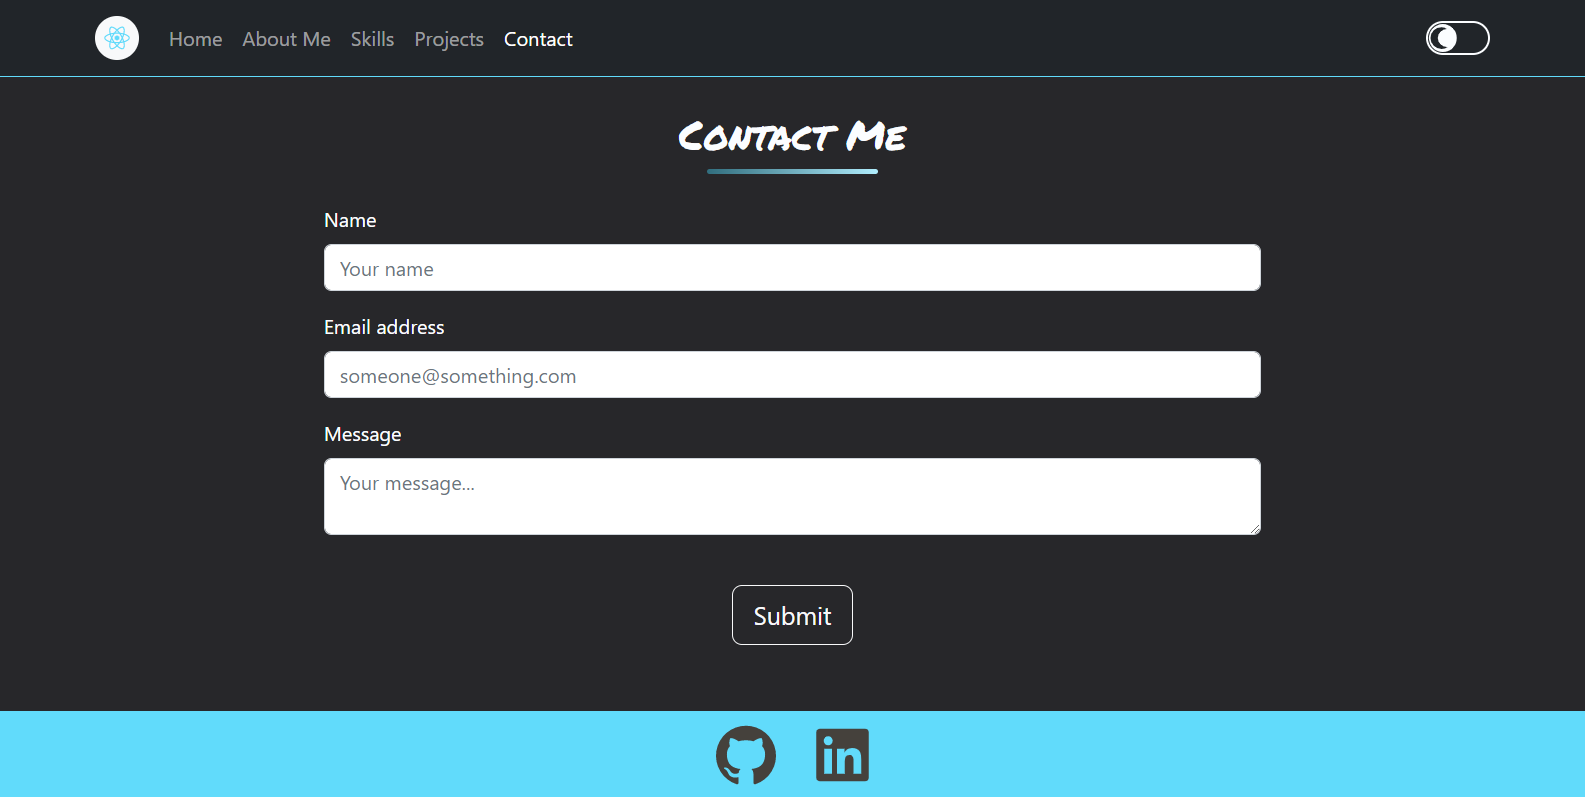 Home About Me Skills Projects Contact
Contact Me
Name
Your name
Email address
someone@something.com
Message
Your message...
Submit
in